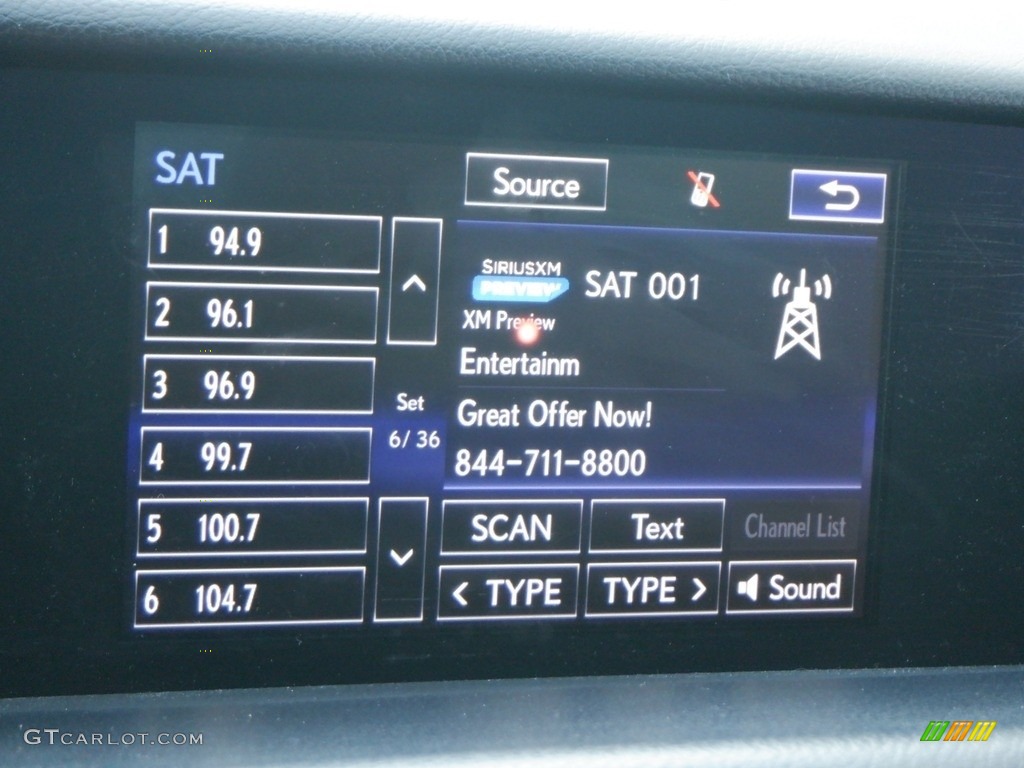 SAT
Source
1 94.9
2 96.1
3 96.9
4 99.7
5 100.7
6 104.7
Set
6/ 36
SIRIUSXM
PREVIEW
SAT 001
XM Preview
Entertainm
Great Offer Now!
844-711-8800
SCAN
Text
Channel List
< TYPE
TYPE >
Sound
GTCARLOT.COM